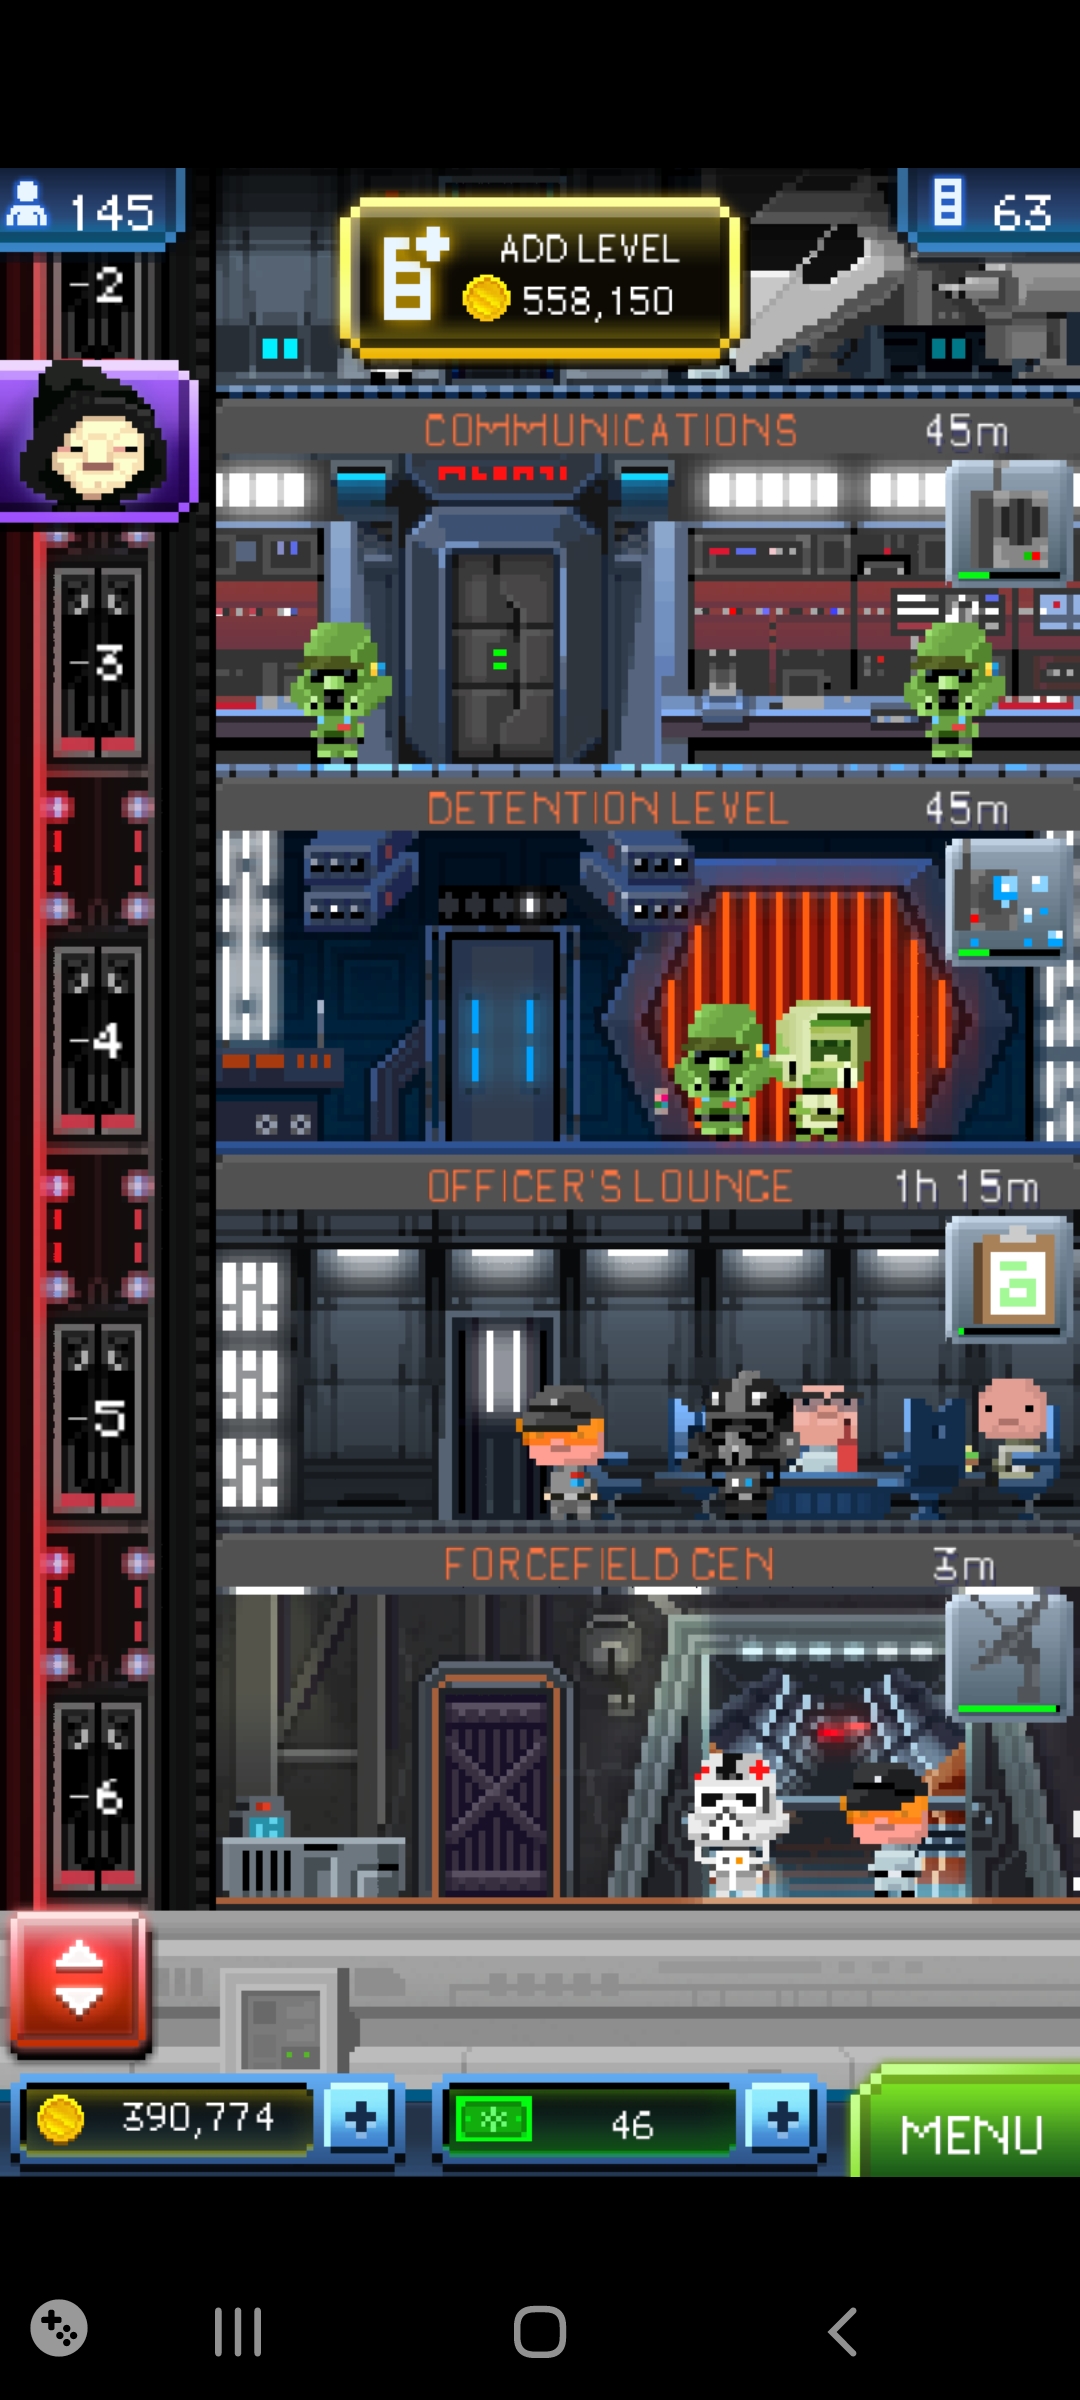 145
ADD LEVEL
558,150
63
-2
COMMUNICATIONS 45m
-3
DETENTION LEVEL 45m
-4
OFFICER'S LOUNGE 1h 15m
-5
FORCEFIELD GEN 3m
-6
390,774
46
MENU